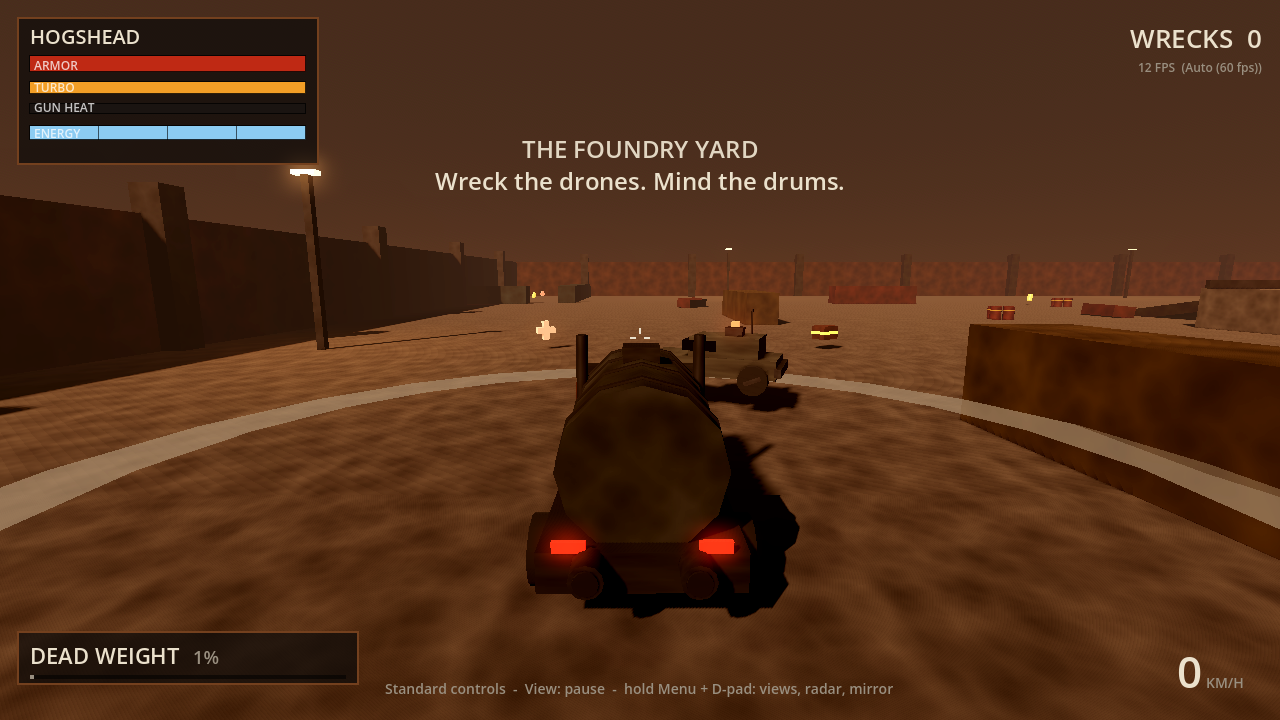 HOGSHEAD
ARMOR
TURBO
GUN HEAT
ENERGY
WRECKS 0
12 FPS (Auto (60 fps))
THE FOUNDRY YARD
Wreck the drones. Mind the drums.
DEAD WEIGHT 1%
Standard controls - View: pause - hold Menu + D-pad: views, radar, mirror
0 KM/H